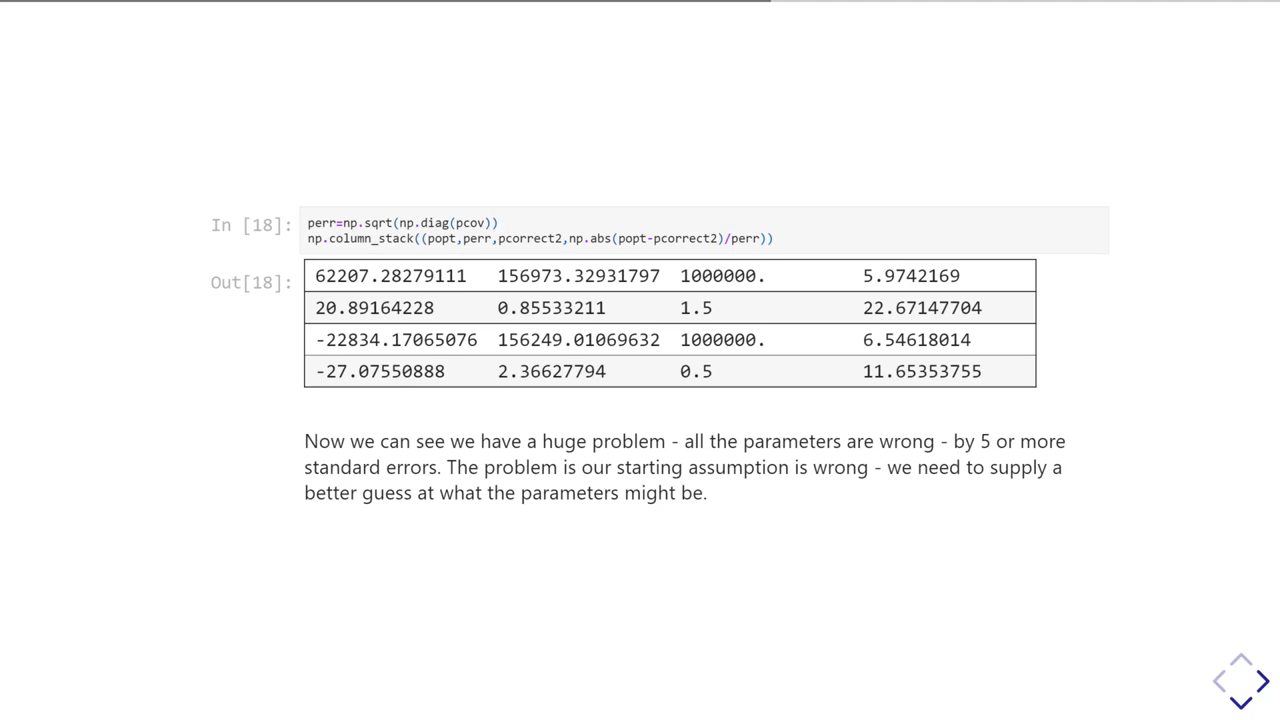 In [18]:
perr=np.sqrt(np.diag(pcov))
np.column_stack((popt,perr,pcorrect2,np.abs(popt-pcorrect2)/perr))
Out[18]:
62207.28279111 156973.32931797 1000000. 5.9742169
20.89164228 0.85533211 1.5 22.67147704
-22834.17065076 156249.01069632 1000000. 6.54618014
-27.07550888 2.36627794 0.5 11.65353755
Now we can see we have a huge problem - all the parameters are wrong - by 5 or more
standard errors. The problem is our starting assumption is wrong - we need to supply a
better guess at what the parameters might be.